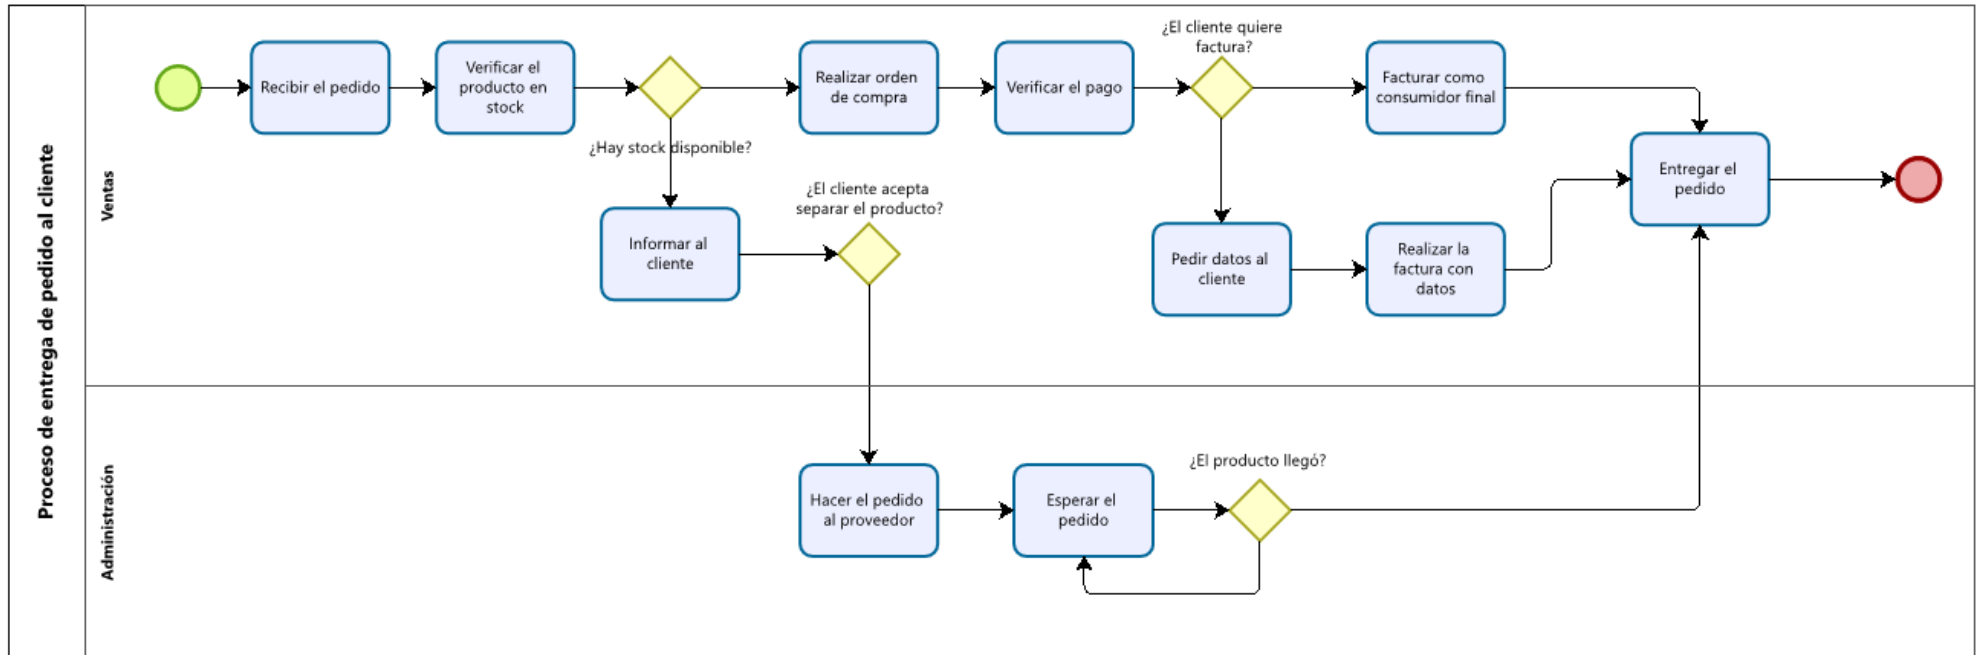 Proceso de entrega de pedido al cliente
Ventas
Recibir el pedido
Verificar el
producto en
stock
¿Hay stock disponible?
Realizar orden
de compra
Verificar el pago
¿El cliente quiere
factura?
Facturar como
consumidor final
Informar al
cliente
¿El cliente acepta
separar el producto?
Pedir datos al
cliente
Realizar la
factura con
datos
Entregar el
pedido
Administración
Hacer el pedido
al proveedor
Esperar el
pedido
¿El producto llegó?